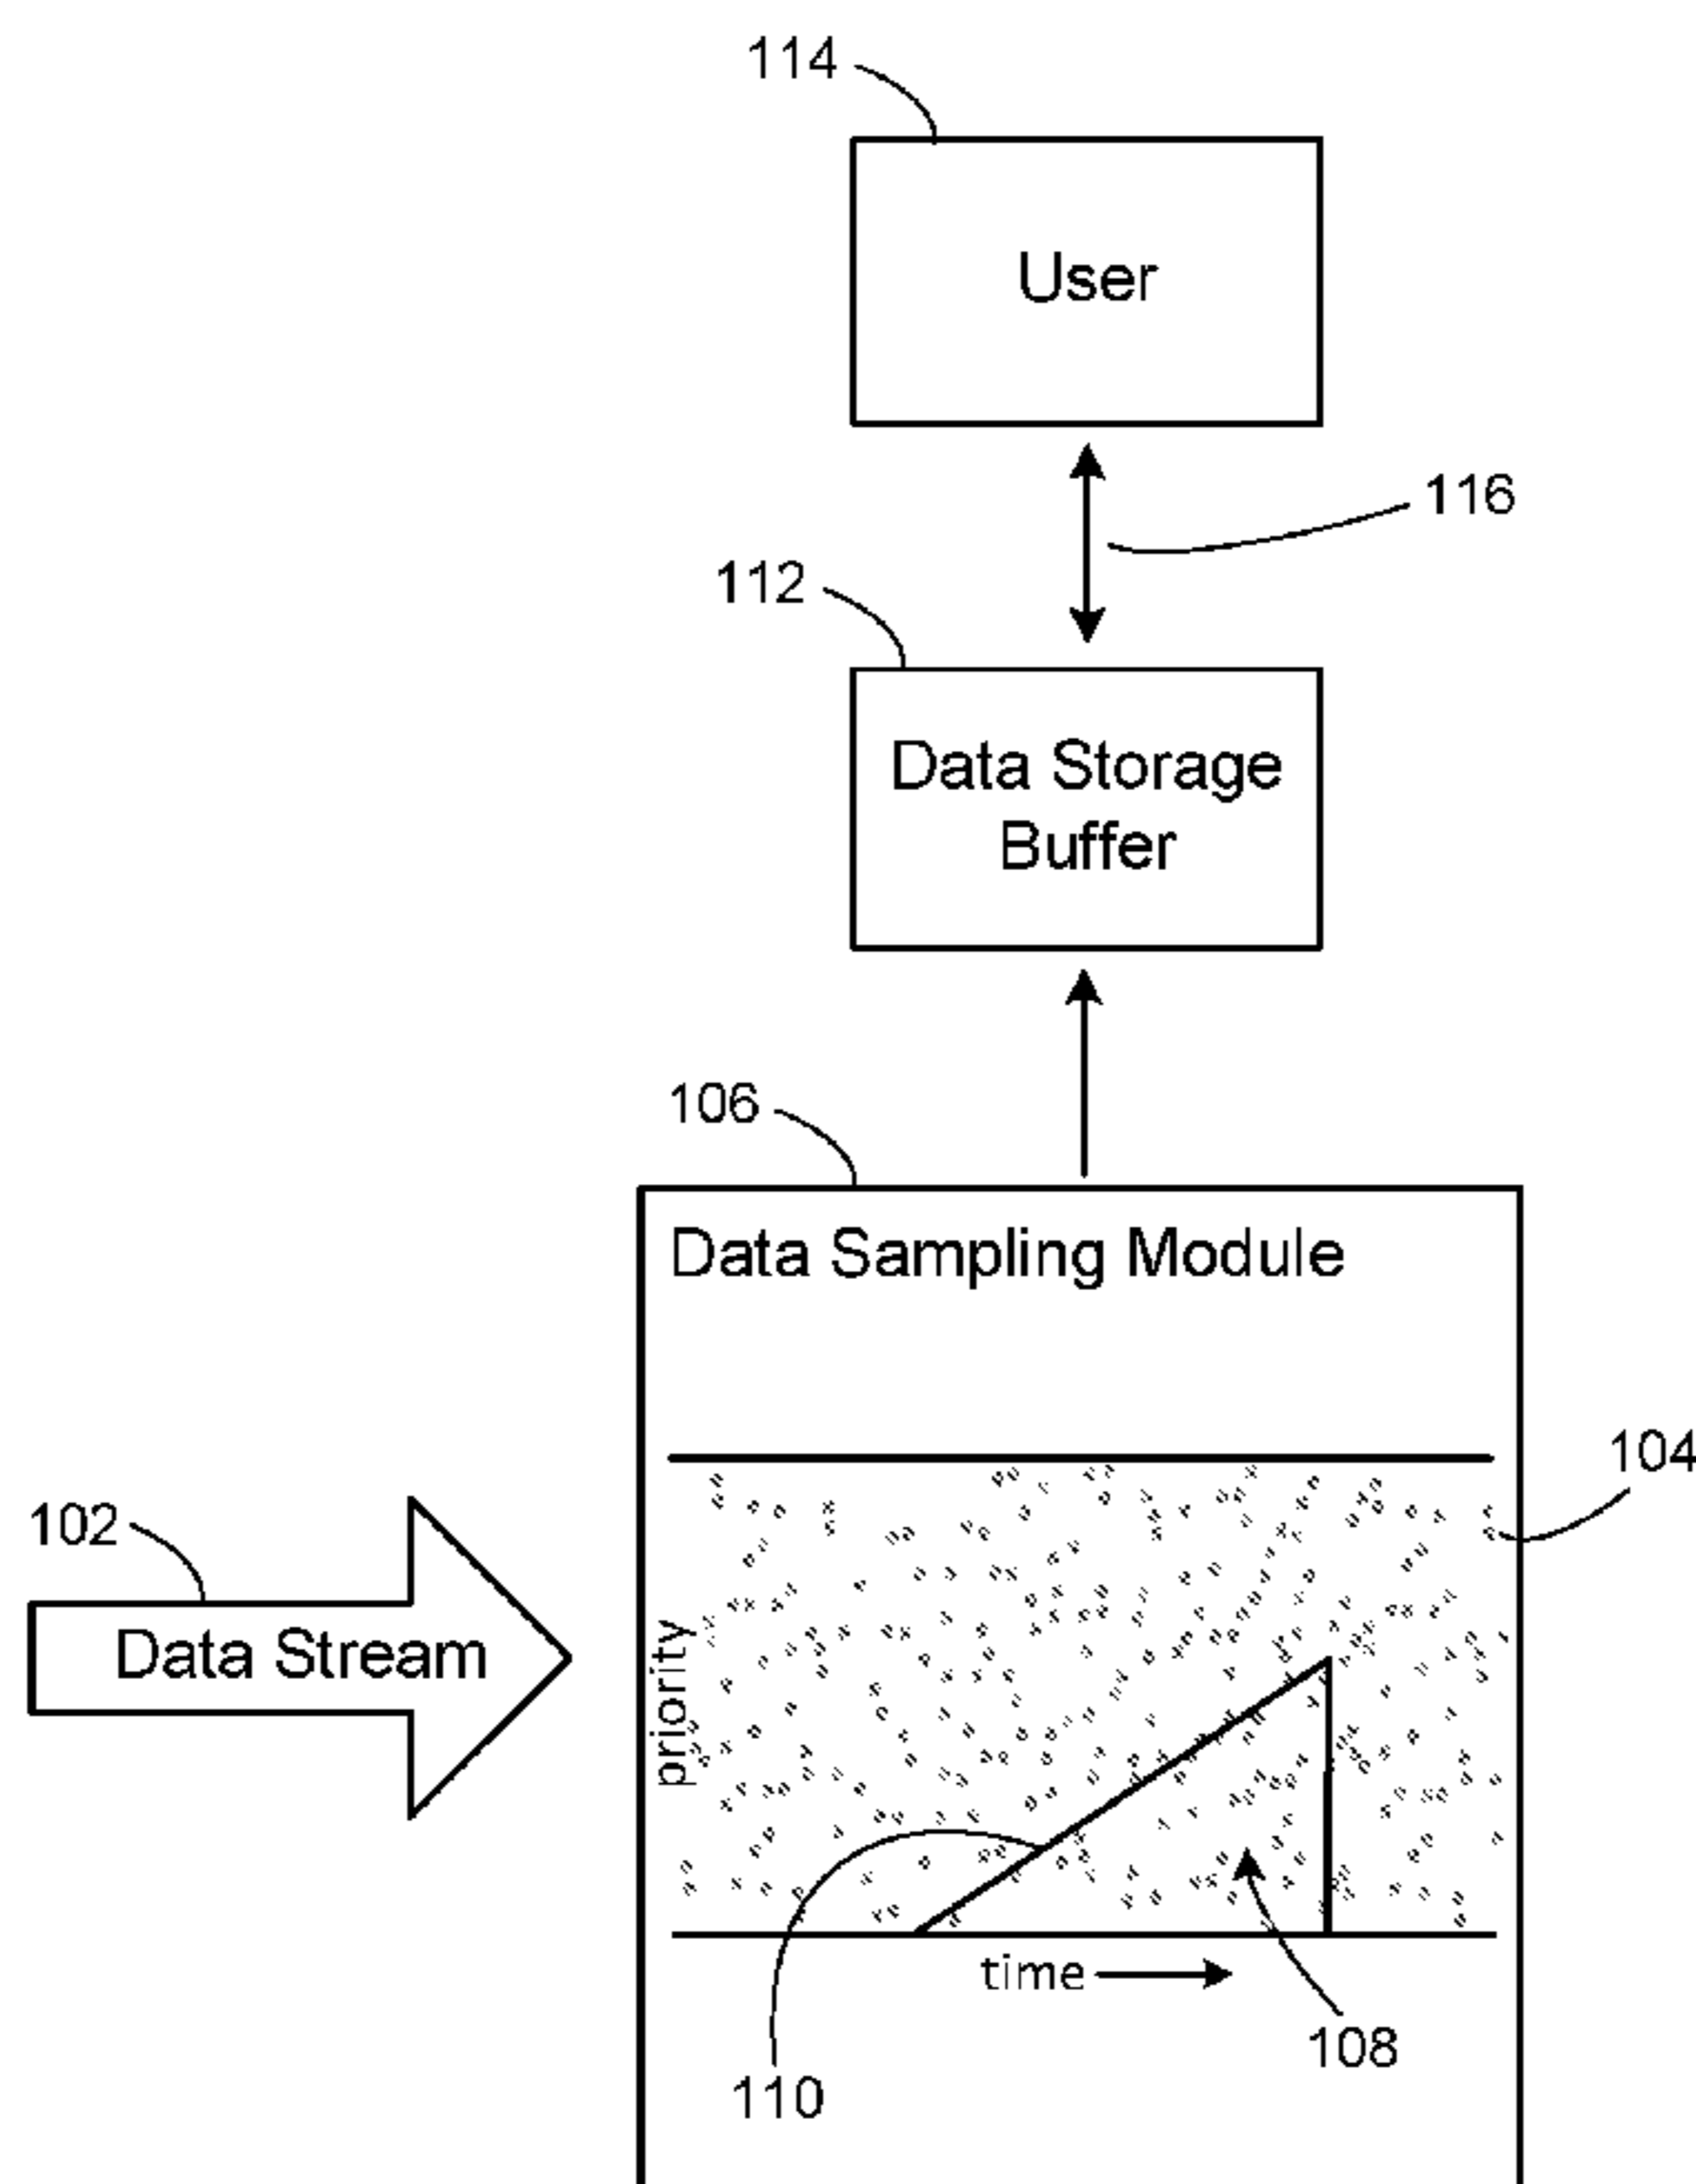 114
User
116
112
Data Storage
Buffer
106
Data Sampling Module
104
102
Data Stream
priority
time
108
110